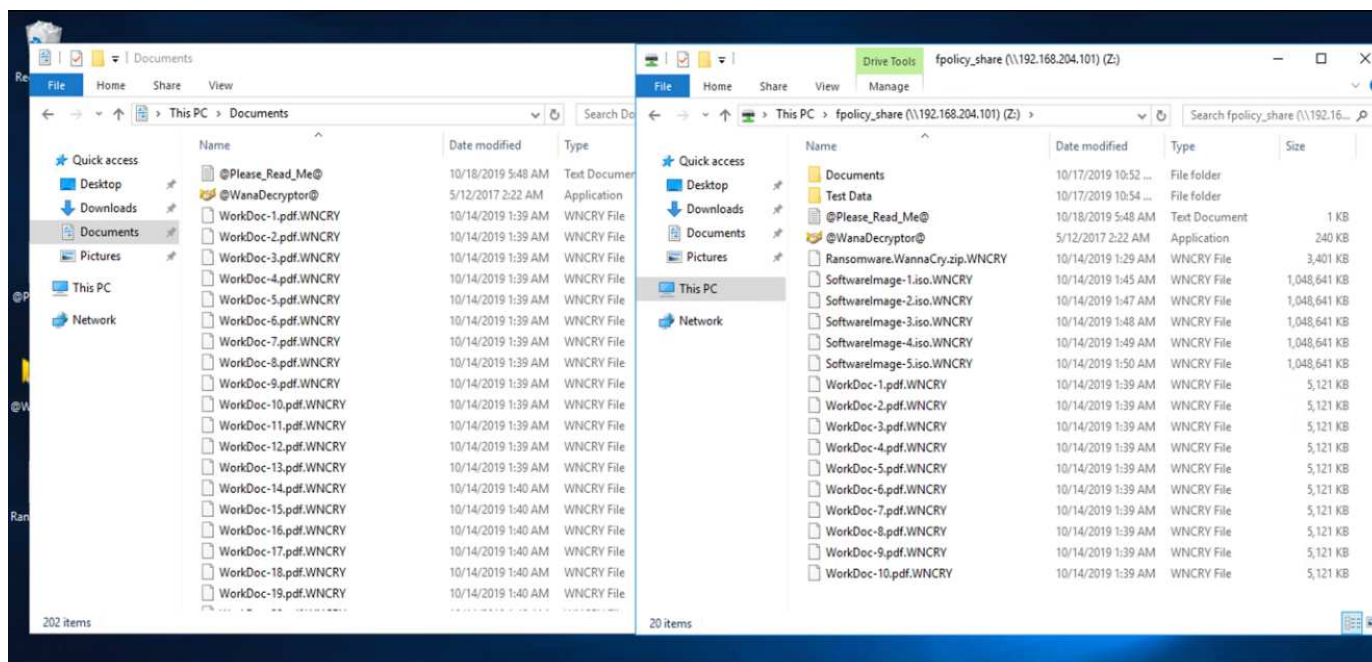 Documents
File Home Share View
This PC > Documents
Search Do
Name Date modified Type
Quick access
Desktop
Downloads
Documents
Pictures
This PC
Network
@Please_Read_Me@ 10/18/2019 5:48 AM Text Documen
@WanaDecryptor@ 5/12/2017 2:22 AM Application
WorkDoc-1.pdf.WNCRY 10/14/2019 1:39 AM WNCRY File
WorkDoc-2.pdf.WNCRY 10/14/2019 1:39 AM WNCRY File
WorkDoc-3.pdf.WNCRY 10/14/2019 1:39 AM WNCRY File
WorkDoc-4.pdf.WNCRY 10/14/2019 1:39 AM WNCRY File
WorkDoc-5.pdf.WNCRY 10/14/2019 1:39 AM WNCRY File
WorkDoc-6.pdf.WNCRY 10/14/2019 1:39 AM WNCRY File
WorkDoc-7.pdf.WNCRY 10/14/2019 1:39 AM WNCRY File
WorkDoc-8.pdf.WNCRY 10/14/2019 1:39 AM WNCRY File
WorkDoc-9.pdf.WNCRY 10/14/2019 1:39 AM WNCRY File
WorkDoc-10.pdf.WNCRY 10/14/2019 1:39 AM WNCRY File
WorkDoc-11.pdf.WNCRY 10/14/2019 1:39 AM WNCRY File
WorkDoc-12.pdf.WNCRY 10/14/2019 1:39 AM WNCRY File
WorkDoc-13.pdf.WNCRY 10/14/2019 1:39 AM WNCRY File
WorkDoc-14.pdf.WNCRY 10/14/2019 1:40 AM WNCRY File
WorkDoc-15.pdf.WNCRY 10/14/2019 1:40 AM WNCRY File
WorkDoc-16.pdf.WNCRY 10/14/2019 1:40 AM WNCRY File
WorkDoc-17.pdf.WNCRY 10/14/2019 1:40 AM WNCRY File
WorkDoc-18.pdf.WNCRY 10/14/2019 1:40 AM WNCRY File
WorkDoc-19.pdf.WNCRY 10/14/2019 1:40 AM WNCRY File
202 items
Drive Tools fpolicy_share (\\192.168.204.101) (Z:)
File Home Share View Manage
This PC > fpolicy_share (\\192.168.204.101) (Z:) >
Search fpolicy_share (\\192.16...
Name Date modified Type Size
Quick access
Desktop
Downloads
Documents
Pictures
This PC
Network
Documents 10/17/2019 10:52 ... File folder
Test Data 10/17/2019 10:54 ... File folder
@Please_Read_Me@ 10/18/2019 5:48 AM Text Document 1 KB
@WanaDecryptor@ 5/12/2017 2:22 AM Application 240 KB
Ransomware.WannaCry.zip.WNCRY 10/14/2019 1:29 AM WNCRY File 3,401 KB
SoftwareImage-1.iso.WNCRY 10/14/2019 1:45 AM WNCRY File 1,048,641 KB
SoftwareImage-2.iso.WNCRY 10/14/2019 1:47 AM WNCRY File 1,048,641 KB
SoftwareImage-3.iso.WNCRY 10/14/2019 1:48 AM WNCRY File 1,048,641 KB
SoftwareImage-4.iso.WNCRY 10/14/2019 1:49 AM WNCRY File 1,048,641 KB
SoftwareImage-5.iso.WNCRY 10/14/2019 1:50 AM WNCRY File 1,048,641 KB
WorkDoc-1.pdf.WNCRY 10/14/2019 1:39 AM WNCRY File 5,121 KB
WorkDoc-2.pdf.WNCRY 10/14/2019 1:39 AM WNCRY File 5,121 KB
WorkDoc-3.pdf.WNCRY 10/14/2019 1:39 AM WNCRY File 5,121 KB
WorkDoc-4.pdf.WNCRY 10/14/2019 1:39 AM WNCRY File 5,121 KB
WorkDoc-5.pdf.WNCRY 10/14/2019 1:39 AM WNCRY File 5,121 KB
WorkDoc-6.pdf.WNCRY 10/14/2019 1:39 AM WNCRY File 5,121 KB
WorkDoc-7.pdf.WNCRY 10/14/2019 1:39 AM WNCRY File 5,121 KB
WorkDoc-8.pdf.WNCRY 10/14/2019 1:39 AM WNCRY File 5,121 KB
WorkDoc-9.pdf.WNCRY 10/14/2019 1:39 AM WNCRY File 5,121 KB
WorkDoc-10.pdf.WNCRY 10/14/2019 1:39 AM WNCRY File 5,121 KB
20 items
Re
@P
@W
Ran